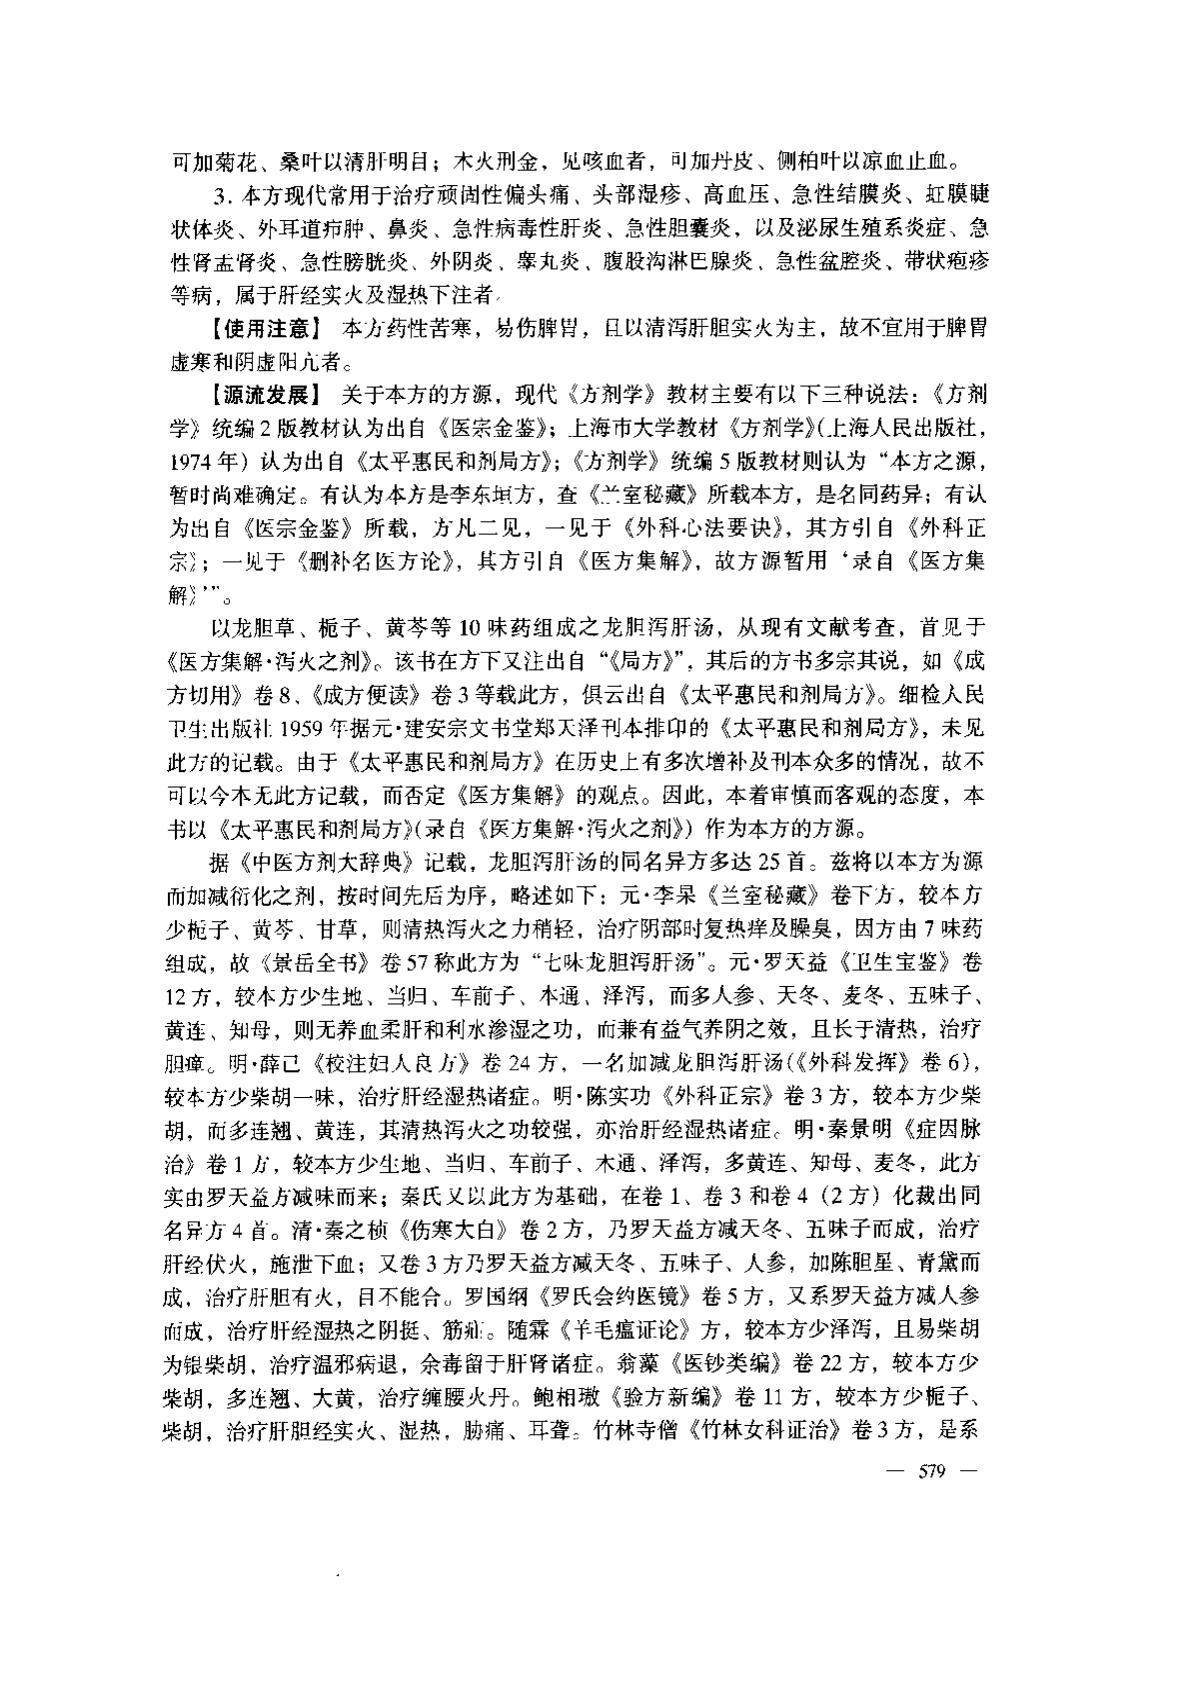 可加菊花、桑叶以清肝明目；木火刑金，见咳血者，可加丹皮、侧柏叶以凉血止血。
3. 本方现代常用于治疗顽固性偏头痛、头部湿疹、高血压、急性结膜炎、虹膜睫
状体炎、外耳道疖肿、鼻炎、急性病毒性肝炎、急性胆囊炎，以及泌尿生殖系炎症、急
性肾盂肾炎、急性膀胱炎、外阴炎、睾丸炎、腹股沟淋巴腺炎、急性盆腔炎、带状疱疹
等病，属于肝经实火及湿热下注者。
【使用注意】 本方药性苦寒，易伤脾胃，且以清泻肝胆实火为主，故不宜用于脾胃
虚寒和阴虚阳亢者。
【源流发展】 关于本方的方源，现代《方剂学》教材主要有以下三种说法：《方剂
学》统编 2 版教材认为出自《医宗金鉴》；上海市大学教材《方剂学》（上海人民出版社，
1974 年）认为出自《太平惠民和剂局方》；《方剂学》统编 5 版教材则认为“本方之源，
暂时尚难确定。有认为本方是李东垣方，查《兰室秘藏》所载本方，是名同药异；有认
为出自《医宗金鉴》所载，方凡二见，一见于《外科心法要诀》，其方引自《外科正
宗》；一见于《删补名医方论》，其方引自《医方集解》，故方源暂用‘录自《医方集
解》’”。
以龙胆草、栀子、黄芩等 10 味药组成之龙胆泻肝汤，从现有文献考查，首见于
《医方集解·泻火之剂》。该书在方下又注出自“《局方》”，其后的方书多宗其说，如《成
方切用》卷 8、《成方便读》卷 3 等载此方，俱云出自《太平惠民和剂局方》。细检人民
卫生出版社 1959 年据元·建安宗文书堂郑天泽刊本排印的《太平惠民和剂局方》，未见
此方的记载。由于《太平惠民和剂局方》在历史上有多次增补及刊本众多的情况，故不
可以今本无此方记载，而否定《医方集解》的观点。因此，本着审慎而客观的态度，本
书以《太平惠民和剂局方》（录自《医方集解·泻火之剂》）作为本方的方源。
据《中医方剂大辞典》记载，龙胆泻肝汤的同名异方多达 25 首。兹将以本方为源
而加减衍化之剂，按时间先后为序，略述如下：元·李杲《兰室秘藏》卷下方，较本方
少栀子、黄芩、甘草，则清热泻火之力稍轻，治疗阴部时复热痒及臊臭，因方由 7 味药
组成，故《景岳全书》卷 57 称此方为“七味龙胆泻肝汤”。元·罗天益《卫生宝鉴》卷
12 方，较本方少生地、当归、车前子、木通、泽泻，而多人参、天冬、麦冬、五味子、
黄连、知母，则无养血柔肝和利水渗湿之功，而兼有益气养阴之效，且长于清热，治疗
胆瘅。明·薛己《校注妇人良方》卷 24 方，一名加减龙胆泻肝汤（《外科发挥》卷 6），
较本方少柴胡一味，治疗肝经湿热诸症。明·陈实功《外科正宗》卷 3 方，较本方少柴
胡，而多连翘、黄连，其清热泻火之功较强，亦治肝经湿热诸症。明·秦景明《症因脉
治》卷 1 方，较本方少生地、当归、车前子、木通、泽泻，多黄连、知母、麦冬，此方
实由罗天益方减味而来；秦氏又以此方为基础，在卷 1、卷 3 和卷 4（2 方）化裁出同
名异方 4 首。清·秦之桢《伤寒大白》卷 2 方，乃罗天益方减天冬、五味子而成，治疗
肝经伏火，施泄下血；又卷 3 方乃罗天益方减天冬、五味子、人参，加陈胆星、青黛而
成，治疗肝胆有火，目不能合。罗国纲《罗氏会约医镜》卷 5 方，又系罗天益方减人参
而成，治疗肝经湿热之阴挺、筋疝。随霖《羊毛瘟证论》方，较本方少泽泻，且易柴胡
为银柴胡，治疗温邪病退，余毒留于肝肾诸症。翁藻《医钞类编》卷 22 方，较本方少
柴胡，多连翘、大黄，治疗缠腰火丹。鲍相璈《验方新编》卷 11 方，较本方少栀子、
柴胡，治疗肝胆经实火、湿热，胁痛、耳聋。竹林寺僧《竹林女科证治》卷 3 方，是系
— 579 —